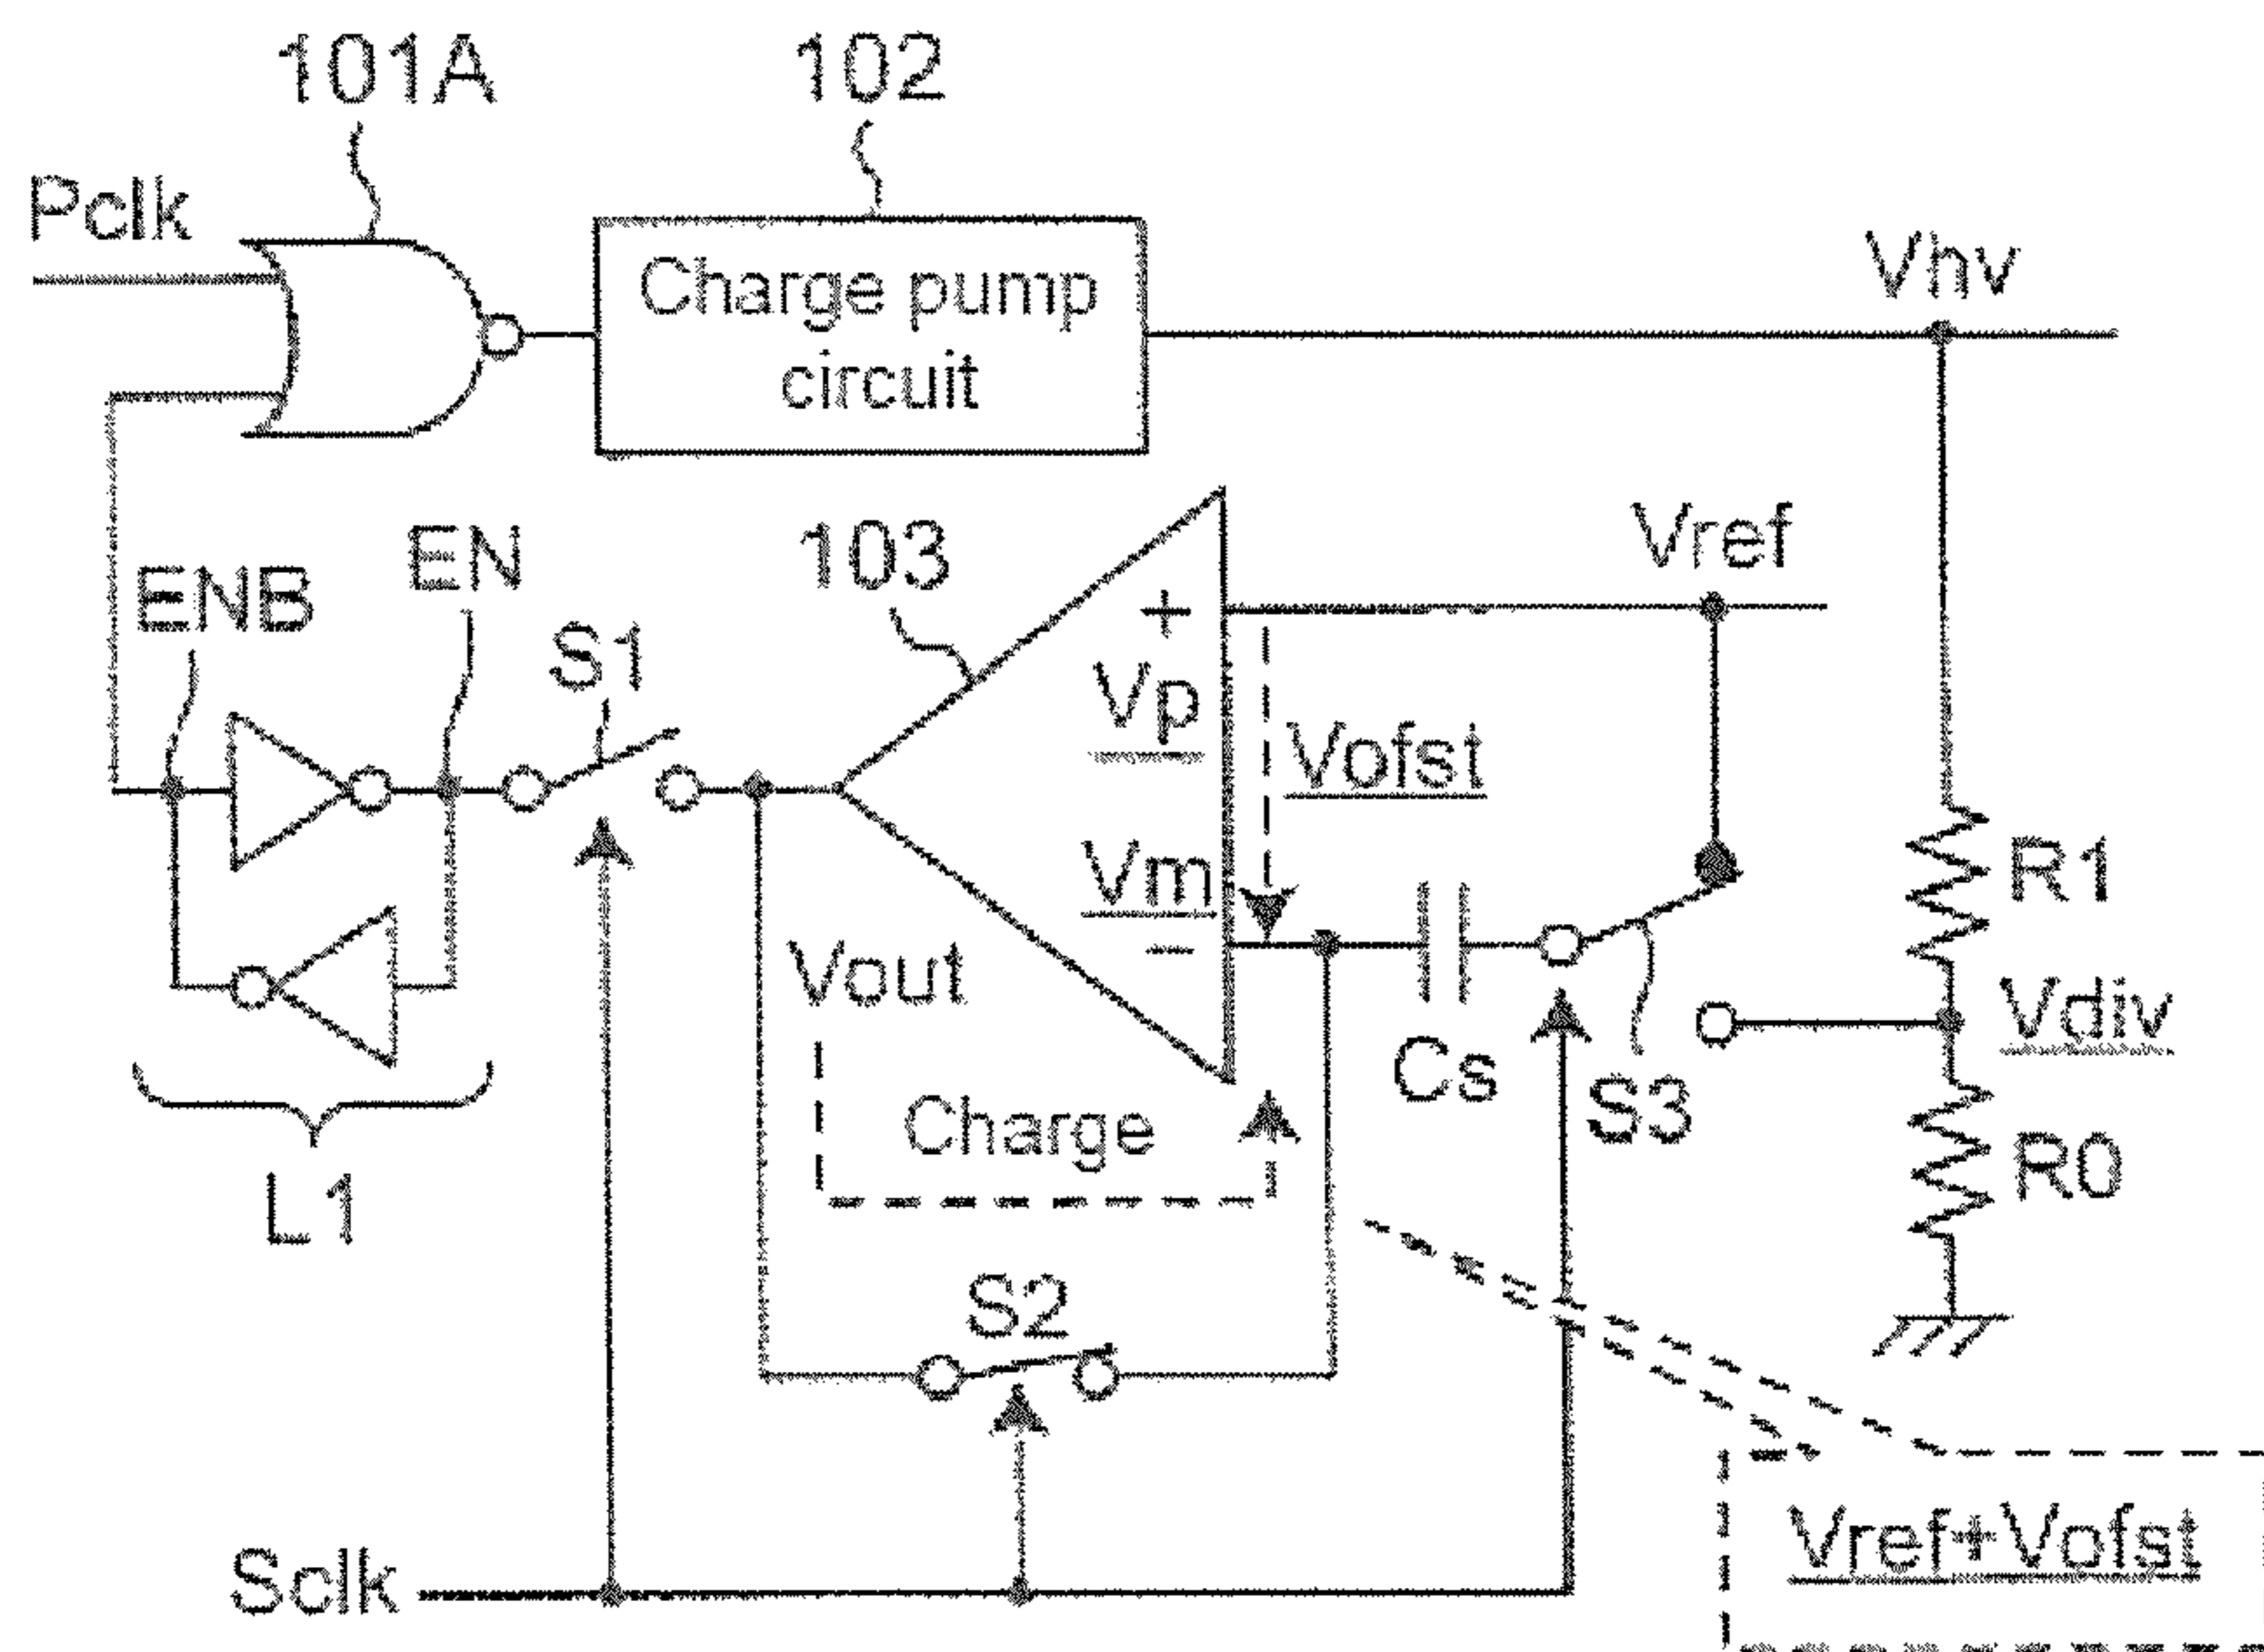 101A
102
Pclk
Charge pump
circuit
Vhv
ENB
EN
S1
103
+
Vp
Vofst
Vref
Vm
-
Vout
Charge
Cs
S3
R1
Vdiv
R0
L1
S2
Sclk
Vref+Vofst